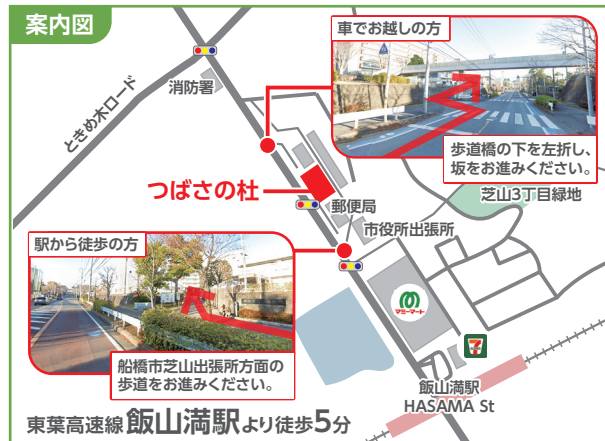 案内図
車でお越しの方
歩道橋の下を左折し、
坂をお進みください。
消防署
ときめ木ロード
つばさの杜
郵便局
市役所出張所
芝山3丁目緑地
駅から徒歩の方
船橋市芝山出張所方面の
歩道をお進みください。
マミーマート
7
飯山満駅
HASAMA St
東葉高速線飯山満駅より徒歩5分